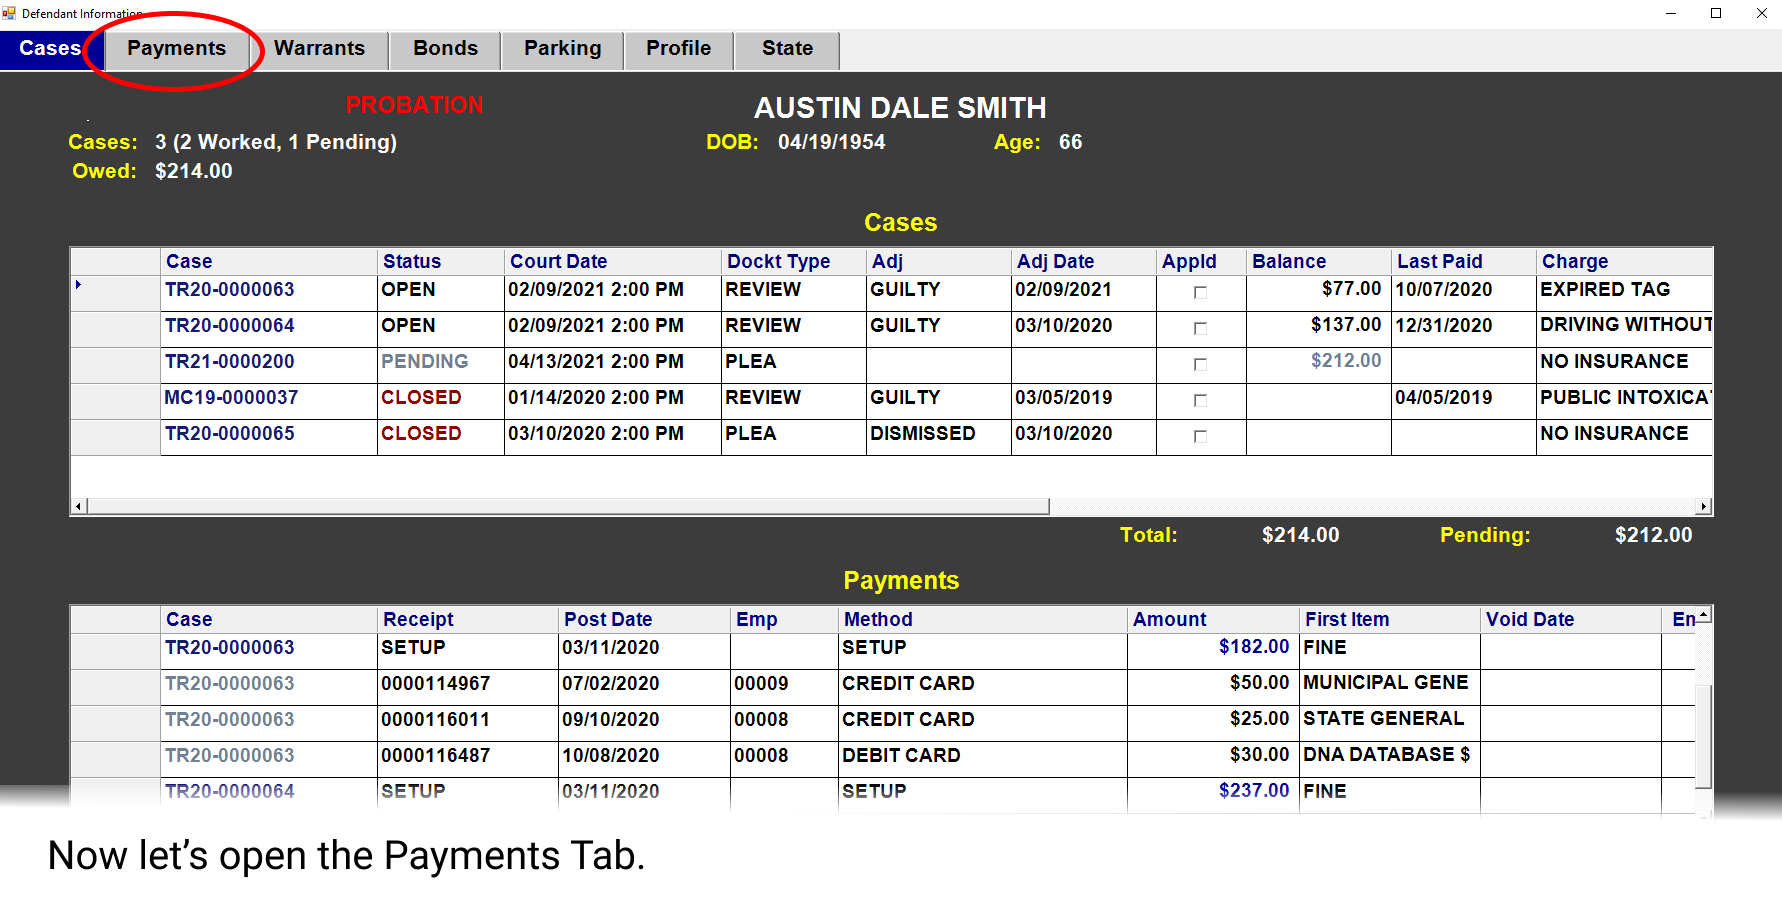 Defendant Information
Cases Payments Warrants Bonds Parking Profile State
PROBATION AUSTIN DALE SMITH
Cases: 3 (2 Worked, 1 Pending) DOB: 04/19/1954 Age: 66
Owed: $214.00
Cases
Case Status Court Date Dockt Type Adj Adj Date Appld Balance Last Paid Charge
TR20-0000063 OPEN 02/09/2021 2:00 PM REVIEW GUILTY 02/09/2021 $77.00 10/07/2020 EXPIRED TAG
TR20-0000064 OPEN 02/09/2021 2:00 PM REVIEW GUILTY 03/10/2020 $137.00 12/31/2020 DRIVING WITHOUT
TR21-0000200 PENDING 04/13/2021 2:00 PM PLEA $212.00 NO INSURANCE
MC19-0000037 CLOSED 01/14/2020 2:00 PM REVIEW GUILTY 03/05/2019 04/05/2019 PUBLIC INTOXICA
TR20-0000065 CLOSED 03/10/2020 2:00 PM PLEA DISMISSED 03/10/2020 NO INSURANCE
Total: $214.00 Pending: $212.00
Payments
Case Receipt Post Date Emp Method Amount First Item Void Date En
TR20-0000063 SETUP 03/11/2020 SETUP $182.00 FINE
TR20-0000063 0000114967 07/02/2020 00009 CREDIT CARD $50.00 MUNICIPAL GENE
TR20-0000063 0000116011 09/10/2020 00008 CREDIT CARD $25.00 STATE GENERAL
TR20-0000063 0000116487 10/08/2020 00008 DEBIT CARD $30.00 DNA DATABASE $
TR20-0000064 SETUP 03/11/2020 SETUP $237.00 FINE
Now let’s open the Payments Tab.